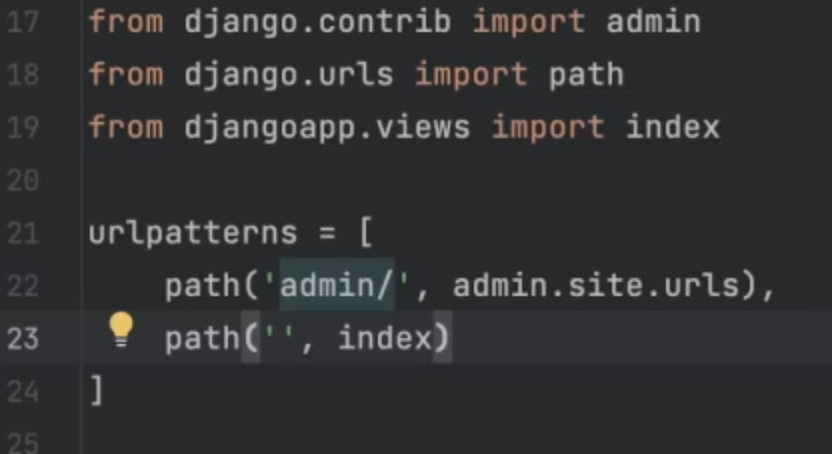 17 from django.contrib import admin
18 from django.urls import path
19 from djangoapp.views import index
20
21 urlpatterns = [
22     path('admin/', admin.site.urls),
23     path('', index)
24 ]
25